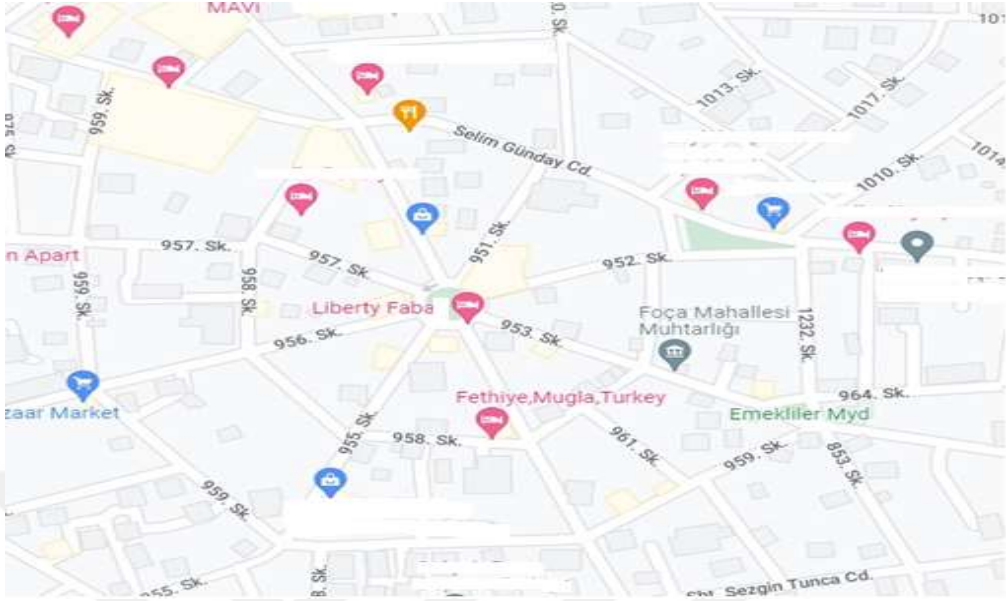 MAVİ
1013. Sk.
1017. Sk.
959. Sk.
Selim Günday Cd.
1010. Sk.
957. Sk.
951. Sk.
n Apart
957. Sk.
952. Sk.
959. Sk.
958. Sk.
Liberty Faba
Foça Mahallesi
Muhtarlığı
956. Sk.
953. Sk.
1232. Sk.
zaar Market
Fethiye,Mugla,Turkey
964. Sk.
Emekliler Myd
955. Sk
958. Sk.
961. Sk.
959. Sk.
853. Sk.
959. Sk.
Sht. Sezgin Tunca Cd.